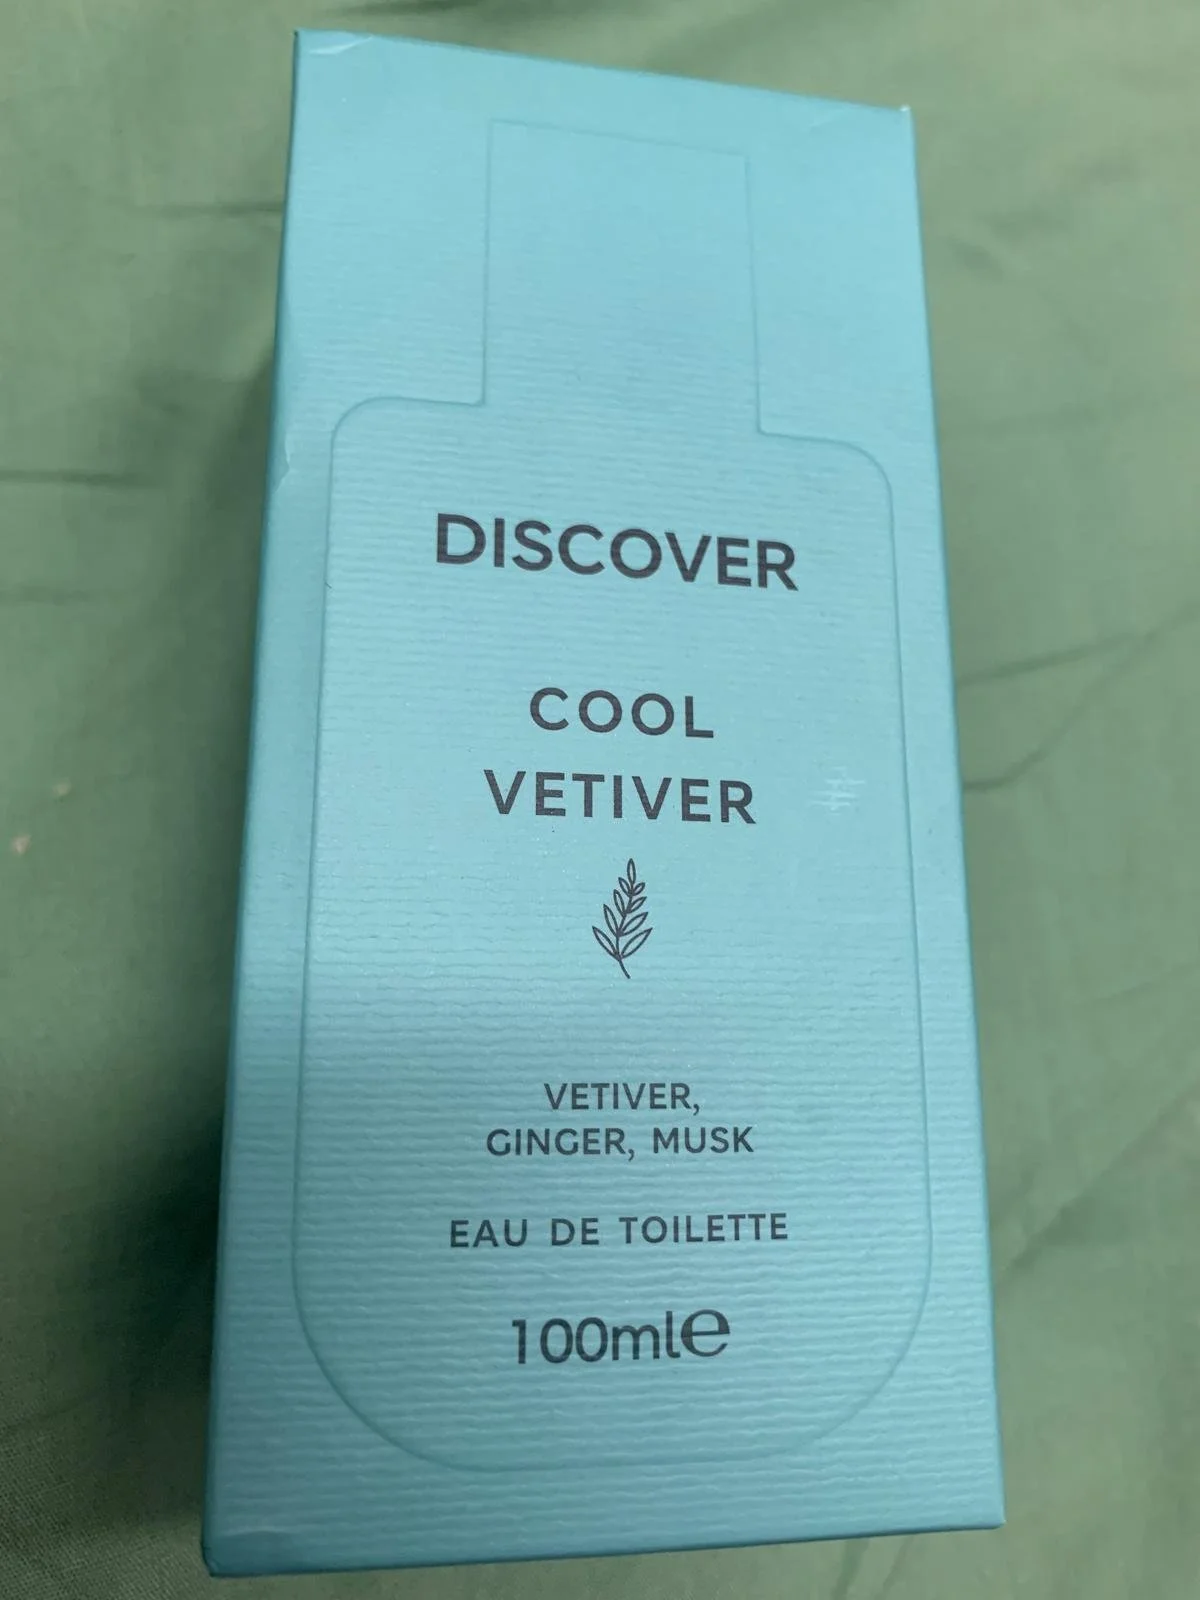 DISCOVER
COOL
VETIVER
VETIVER,
GINGER, MUSK
EAU DE TOILETTE
100ml℮